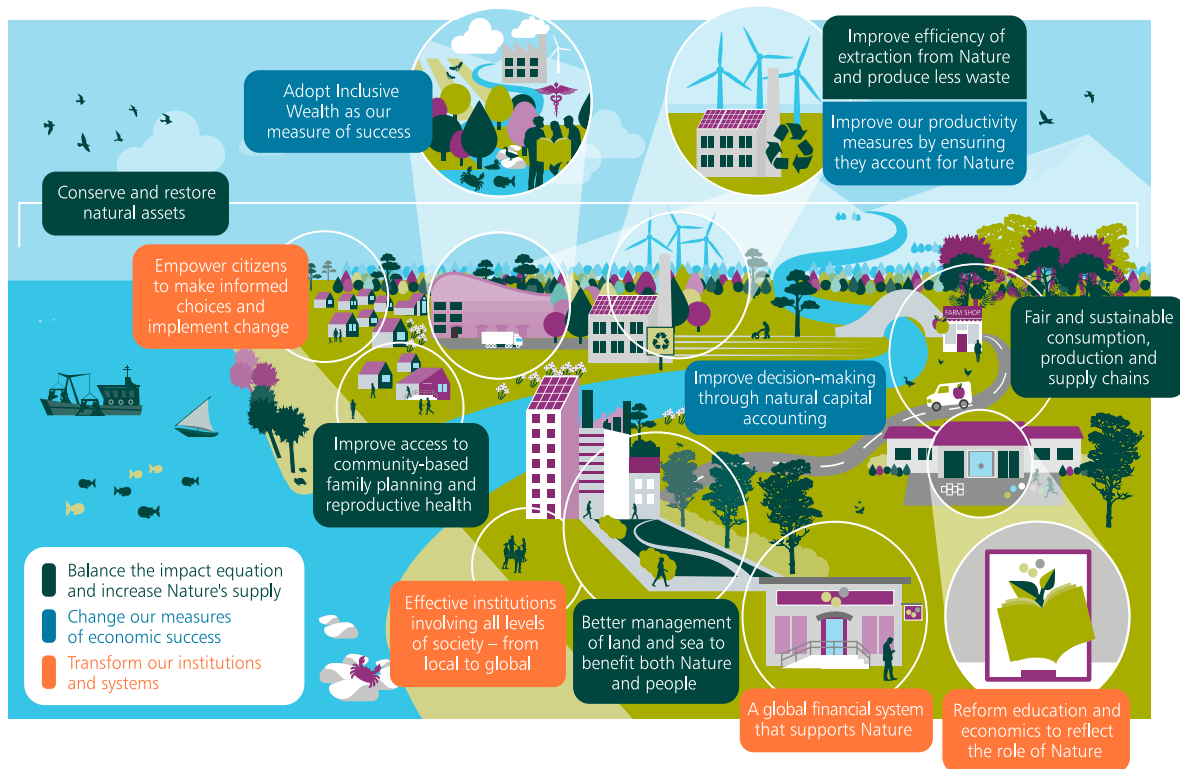 Adopt Inclusive
Wealth as our
measure of success
Improve efficiency of
extraction from Nature
and produce less waste
Improve our productivity
measures by ensuring
they account for Nature
Conserve and restore
natural assets
Empower citizens
to make informed
choices and
implement change
FARM SHOP
Fair and sustainable
consumption,
production and
supply chains
Improve decision-making
through natural capital
accounting
Improve access to
community-based
family planning and
reproductive health
Balance the impact equation
and increase Nature's supply
Change our measures
of economic success
Transform our institutions
and systems
Effective institutions
involving all levels
of society – from
local to global
Better management
of land and sea to
benefit both Nature
and people
A global financial system
that supports Nature
Reform education and
economics to reflect
the role of Nature